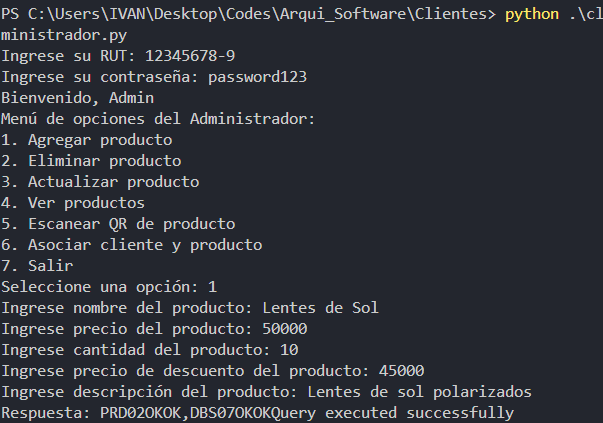 PS C:\Users\IVAN\Desktop\Codes\Arqui_Software\Clientes> python .\cl
ministrador.py
Ingrese su RUT: 12345678-9
Ingrese su contraseña: password123
Bienvenido, Admin
Menú de opciones del Administrador:
1. Agregar producto
2. Eliminar producto
3. Actualizar producto
4. Ver productos
5. Escanear QR de producto
6. Asociar cliente y producto
7. Salir
Seleccione una opción: 1
Ingrese nombre del producto: Lentes de Sol
Ingrese precio del producto: 50000
Ingrese cantidad del producto: 10
Ingrese precio de descuento del producto: 45000
Ingrese descripción del producto: Lentes de sol polarizados
Respuesta: PRD02OKOK,DBS07OKOKQuery executed successfully